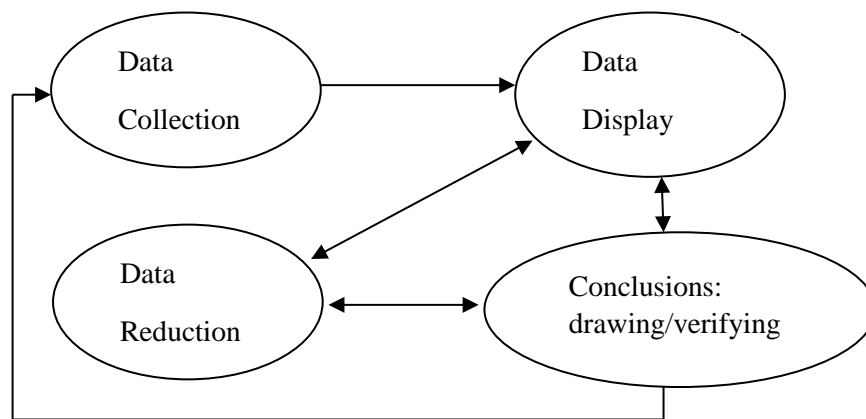 Data
Collection
Data
Display
Data
Reduction
Conclusions:
drawing/verifying